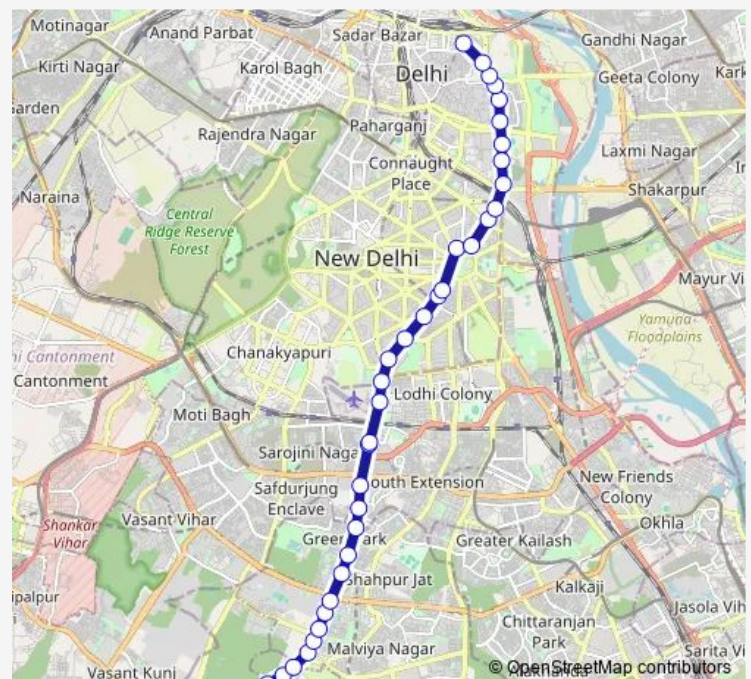 Motinagar
Anand Parbat
Sadar Bazar
Gandhi Nagar
Kirti Nagar
Karol Bagh
Delhi
Geeta Colony
Kark
Garden
Rajendra Nagar
Paharganj
Laxmi Nagar
Connaught
Place
Shakarpur
Naraina
Central
Ridge Reserve
Forest
New Delhi
Mayur Vi
Yamuna
Floodplains
hi Cantonment
Chanakyapuri
Cantonment
Lodhi Colony
Moti Bagh
Sarojini Naga
South Extension
New Friends
Colony
Safdurjung
Enclave
Shankar
Vihar
Vasant Vihar
Green Park
Greater Kailash
Okhla
ipalpur
Shahpur Jat
Kalkaji
Jasola Vih
Chittaranjan
Park
Malviya Nagar
Sarita Vi
Vasant Kunj
© OpenStreetMap contributors